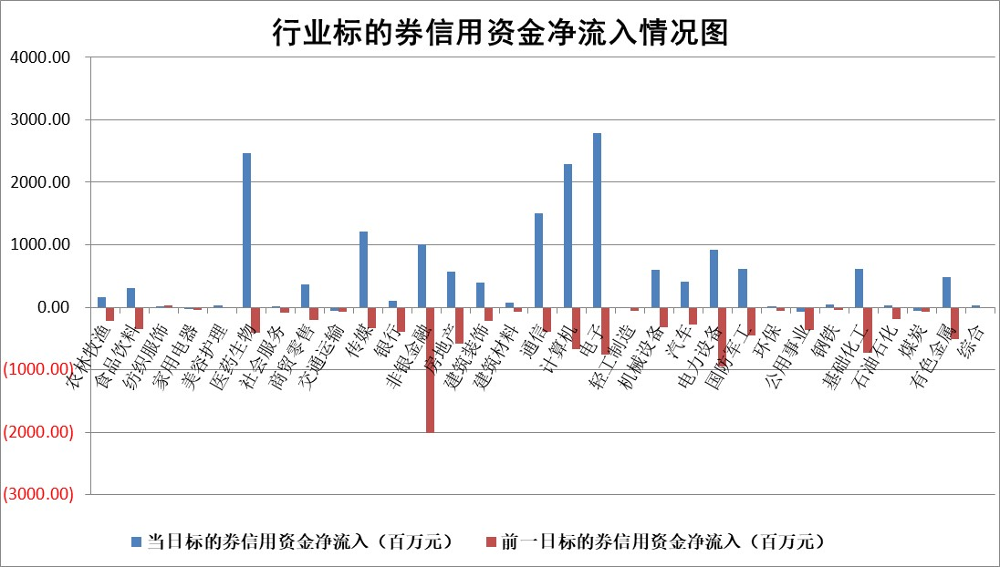 行业标的券信用资金净流入情况图
4000.00
3000.00
2000.00
1000.00
0.00
(1000.00)
(2000.00)
(3000.00)
农林牧渔
食品饮料
纺织服饰
家用电器
美容护理
医药生物
社会服务
商贸零售
交通运输
传媒
银行
非银金融
房地产
建筑装饰
建筑材料
通信
计算机
电子
轻工制造
机械设备
汽车
电力设备
国防军工
环保
公用事业
钢铁
基础化工
石油石化
煤炭
有色金属
综合
当日标的券信用资金净流入（百万元）
前一日标的券信用资金净流入（百万元）